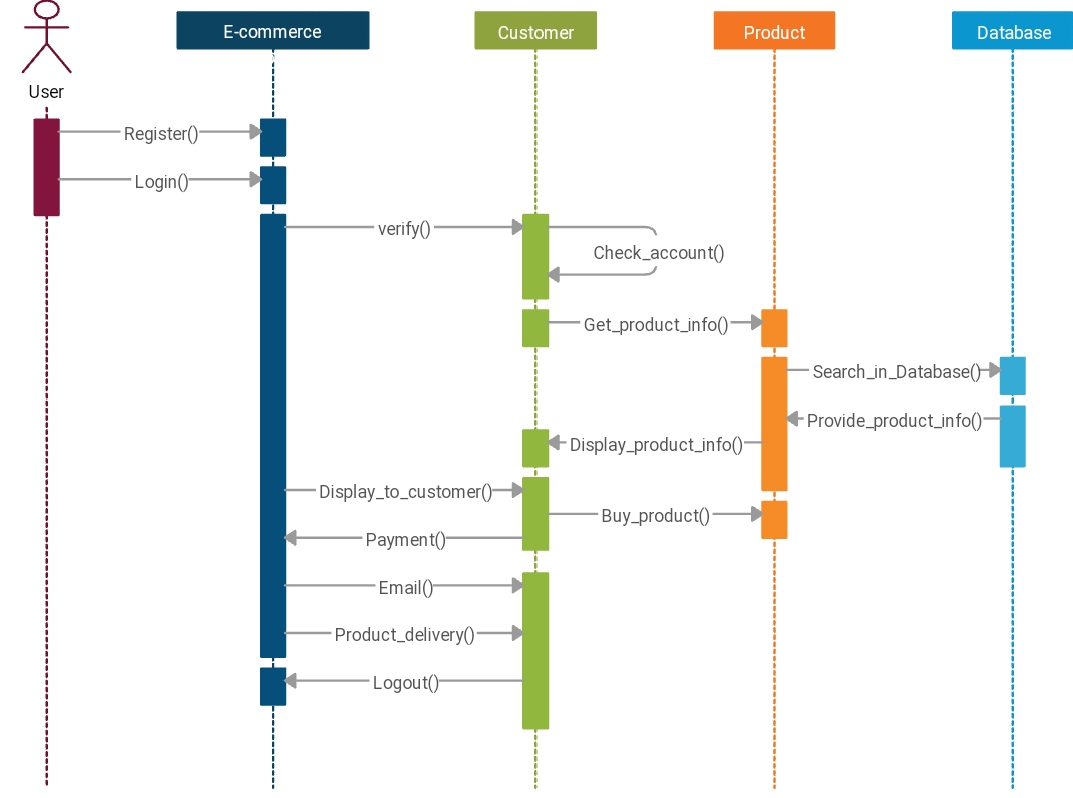 E-commerce
Customer
Product
Database
User
Register()
Login()
verify()
Check_account()
Get_product_info()
Search_in_Database()
Provide_product_info()
Display_product_info()
Display_to_customer()
Buy_product()
Payment()
Email()
Product_delivery()
Logout()